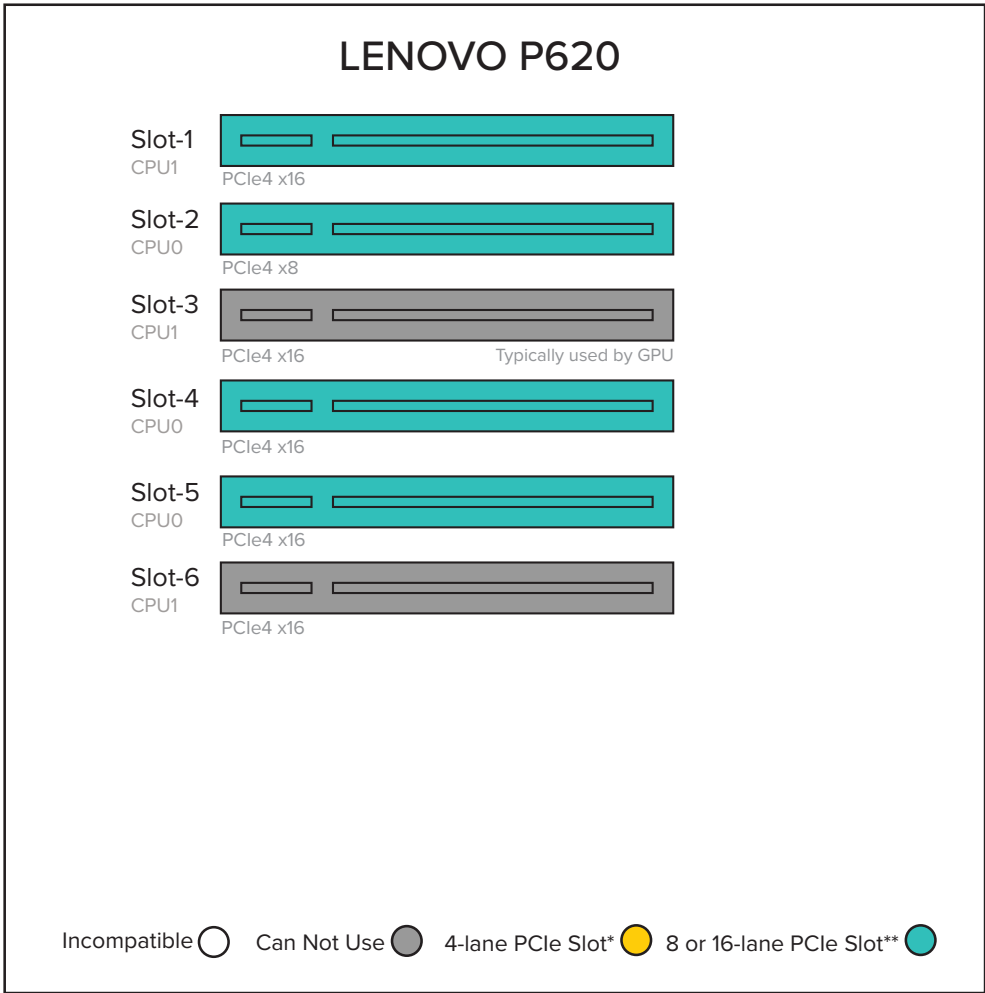 LENOVO P620
Slot-1
CPU1
PCIe4 x16
Slot-2
CPU0
PCIe4 x8
Slot-3
CPU1
PCIe4 x16 Typically used by GPU
Slot-4
CPU0
PCIe4 x16
Slot-5
CPU0
PCIe4 x16
Slot-6
CPU1
PCIe4 x16
Incompatible Can Not Use 4-lane PCIe Slot* 8 or 16-lane PCIe Slot**